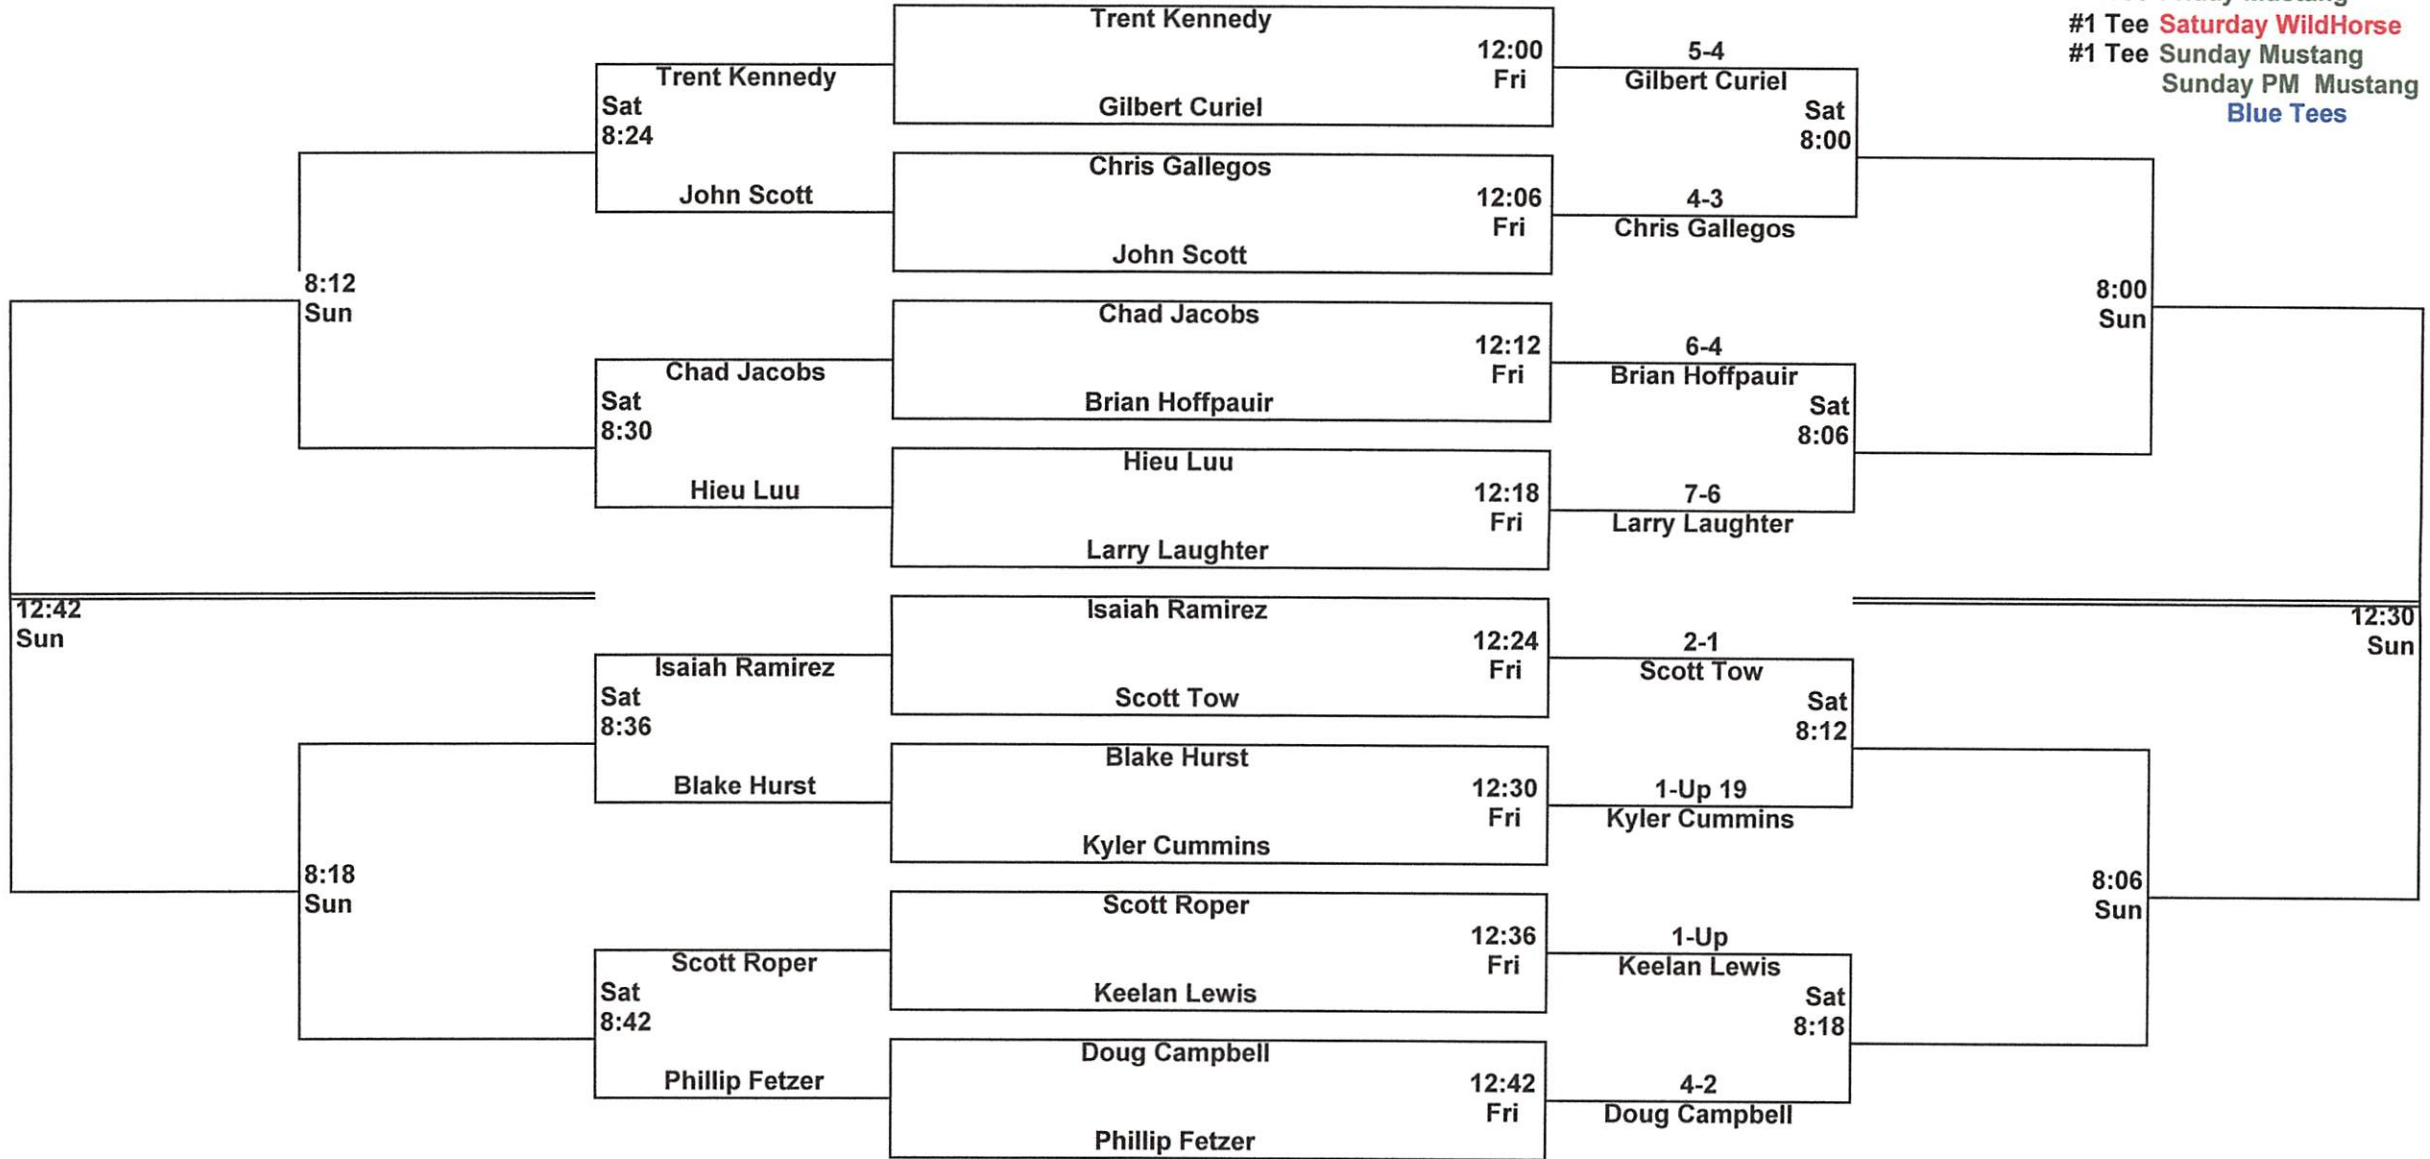 #1 Tee Saturday WildHorse
#1 Tee Sunday Mustang
Sunday PM Mustang
Blue Tees
Trent Kennedy
12:00
Fri
Gilbert Curiel
5-4
Gilbert Curiel
Trent Kennedy
Sat
8:24
Sat
8:00
Chris Gallegos
12:06
Fri
John Scott
John Scott
4-3
Chris Gallegos
8:12
Sun
8:00
Sun
Chad Jacobs
12:12
Fri
Brian Hoffpauir
6-4
Brian Hoffpauir
Chad Jacobs
Sat
8:30
Sat
8:06
Hieu Luu
12:18
Fri
Larry Laughter
Hieu Luu
7-6
Larry Laughter
12:42
Sun
12:30
Sun
Isaiah Ramirez
12:24
Fri
Scott Tow
2-1
Scott Tow
Isaiah Ramirez
Sat
8:36
Sat
8:12
Blake Hurst
12:30
Fri
Kyler Cummins
Blake Hurst
1-Up 19
Kyler Cummins
8:18
Sun
8:06
Sun
Scott Roper
12:36
Fri
Keelan Lewis
1-Up
Keelan Lewis
Scott Roper
Sat
8:42
Sat
8:18
Doug Campbell
12:42
Fri
Phillip Fetzer
Phillip Fetzer
4-2
Doug Campbell